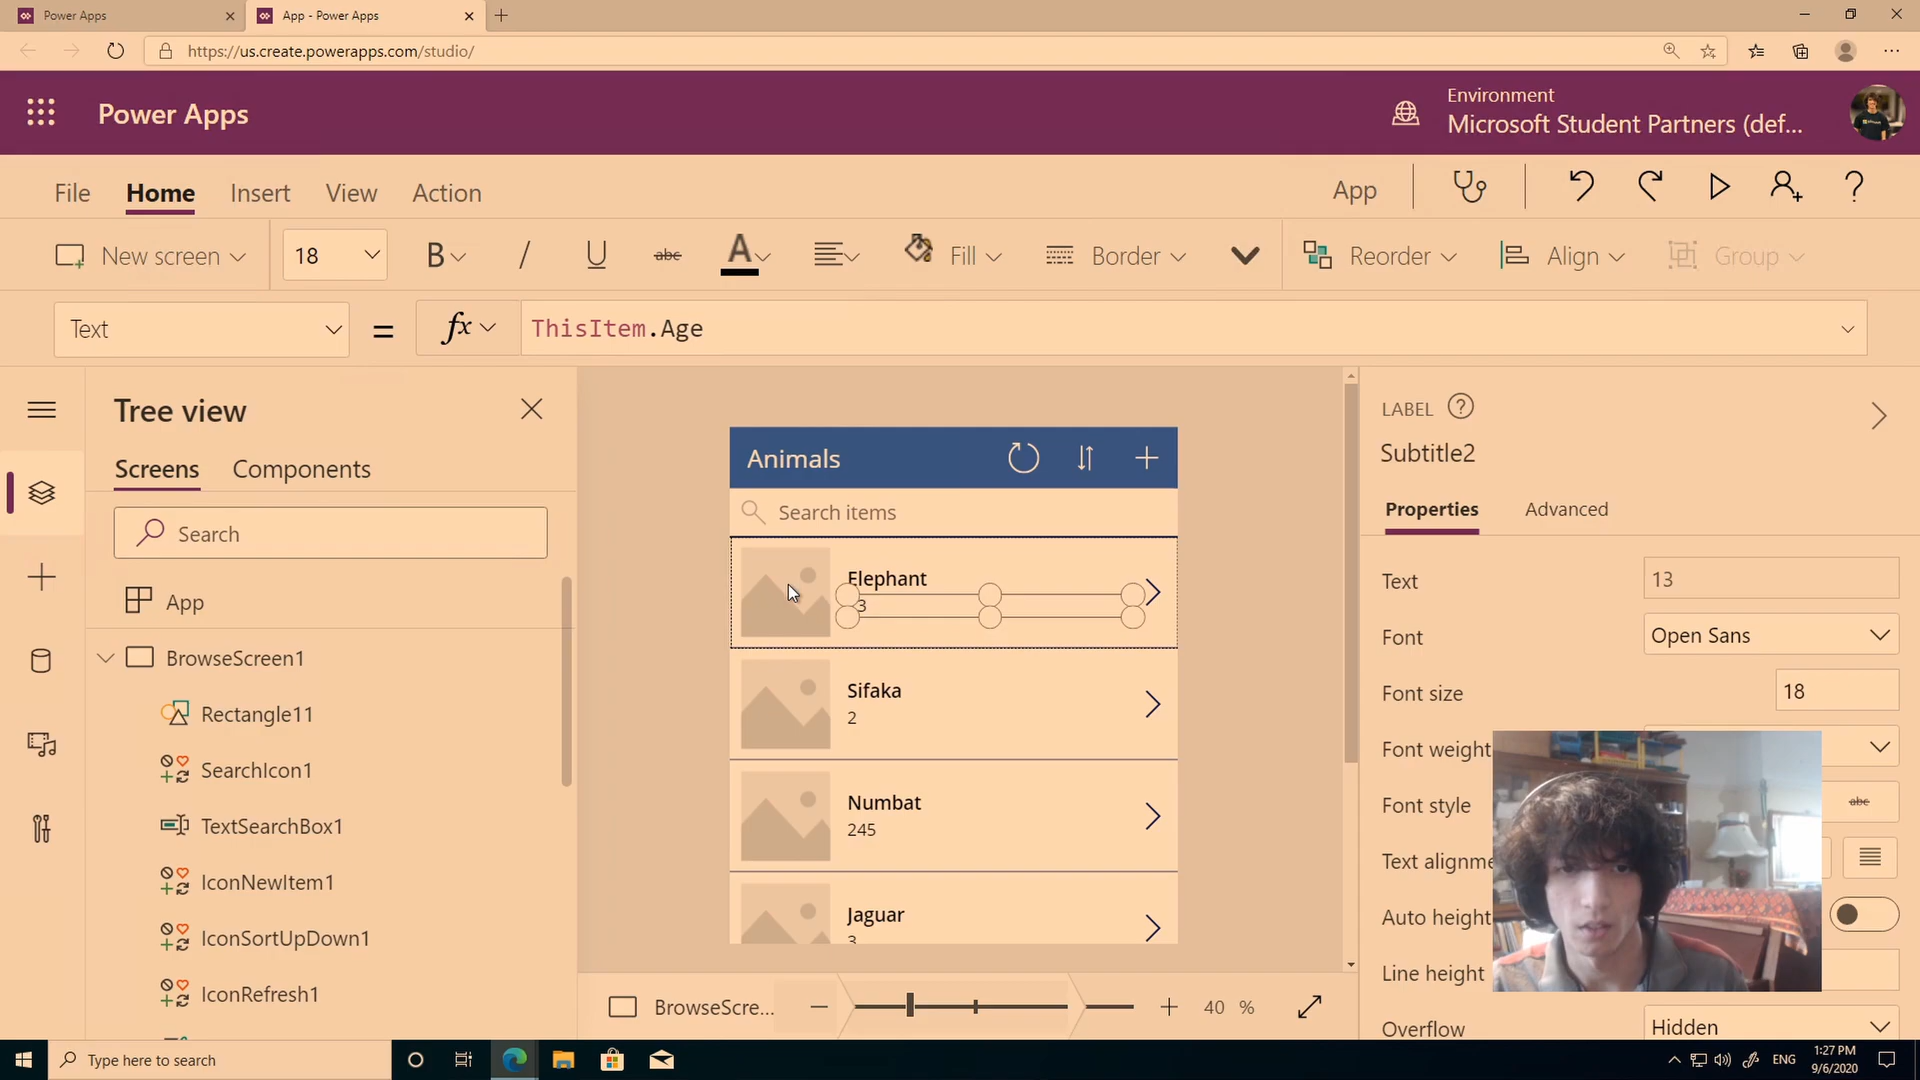 Power Apps
App - Power Apps
https://us.create.powerapps.com/studio/
Power Apps
Environment
Microsoft Student Partners (def...
File
Home
Insert
View
Action
App
New screen
18
B
/
U
abc
A
Fill
Border
Reorder
Align
Group
Text
=
fx
ThisItem.Age
Tree view
Screens
Components
Search
App
BrowseScreen1
Rectangle11
SearchIcon1
TextSearchBox1
IconNewItem1
IconSortUpDown1
IconRefresh1
Animals
Search items
Elephant
3
Sifaka
2
Numbat
245
Jaguar
3
BrowseScre...
40 %
LABEL
Subtitle2
Properties
Advanced
Text
13
Font
Open Sans
Font size
18
Font weight
Font style
abc
Text alignme
Auto height
Line height
Overflow
Hidden
Type here to search
ENG
1:27 PM
9/6/2020